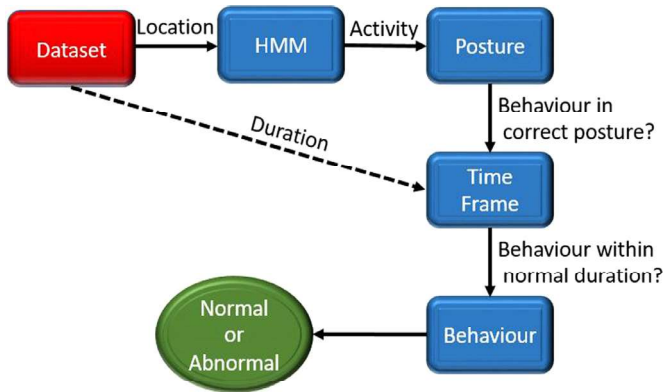 Location
Activity
Dataset
HMM
Posture
Behaviour in
correct posture?
Duration
Time
Frame
Behaviour within
normal duration?
Normal
or
Abnormal
Behaviour